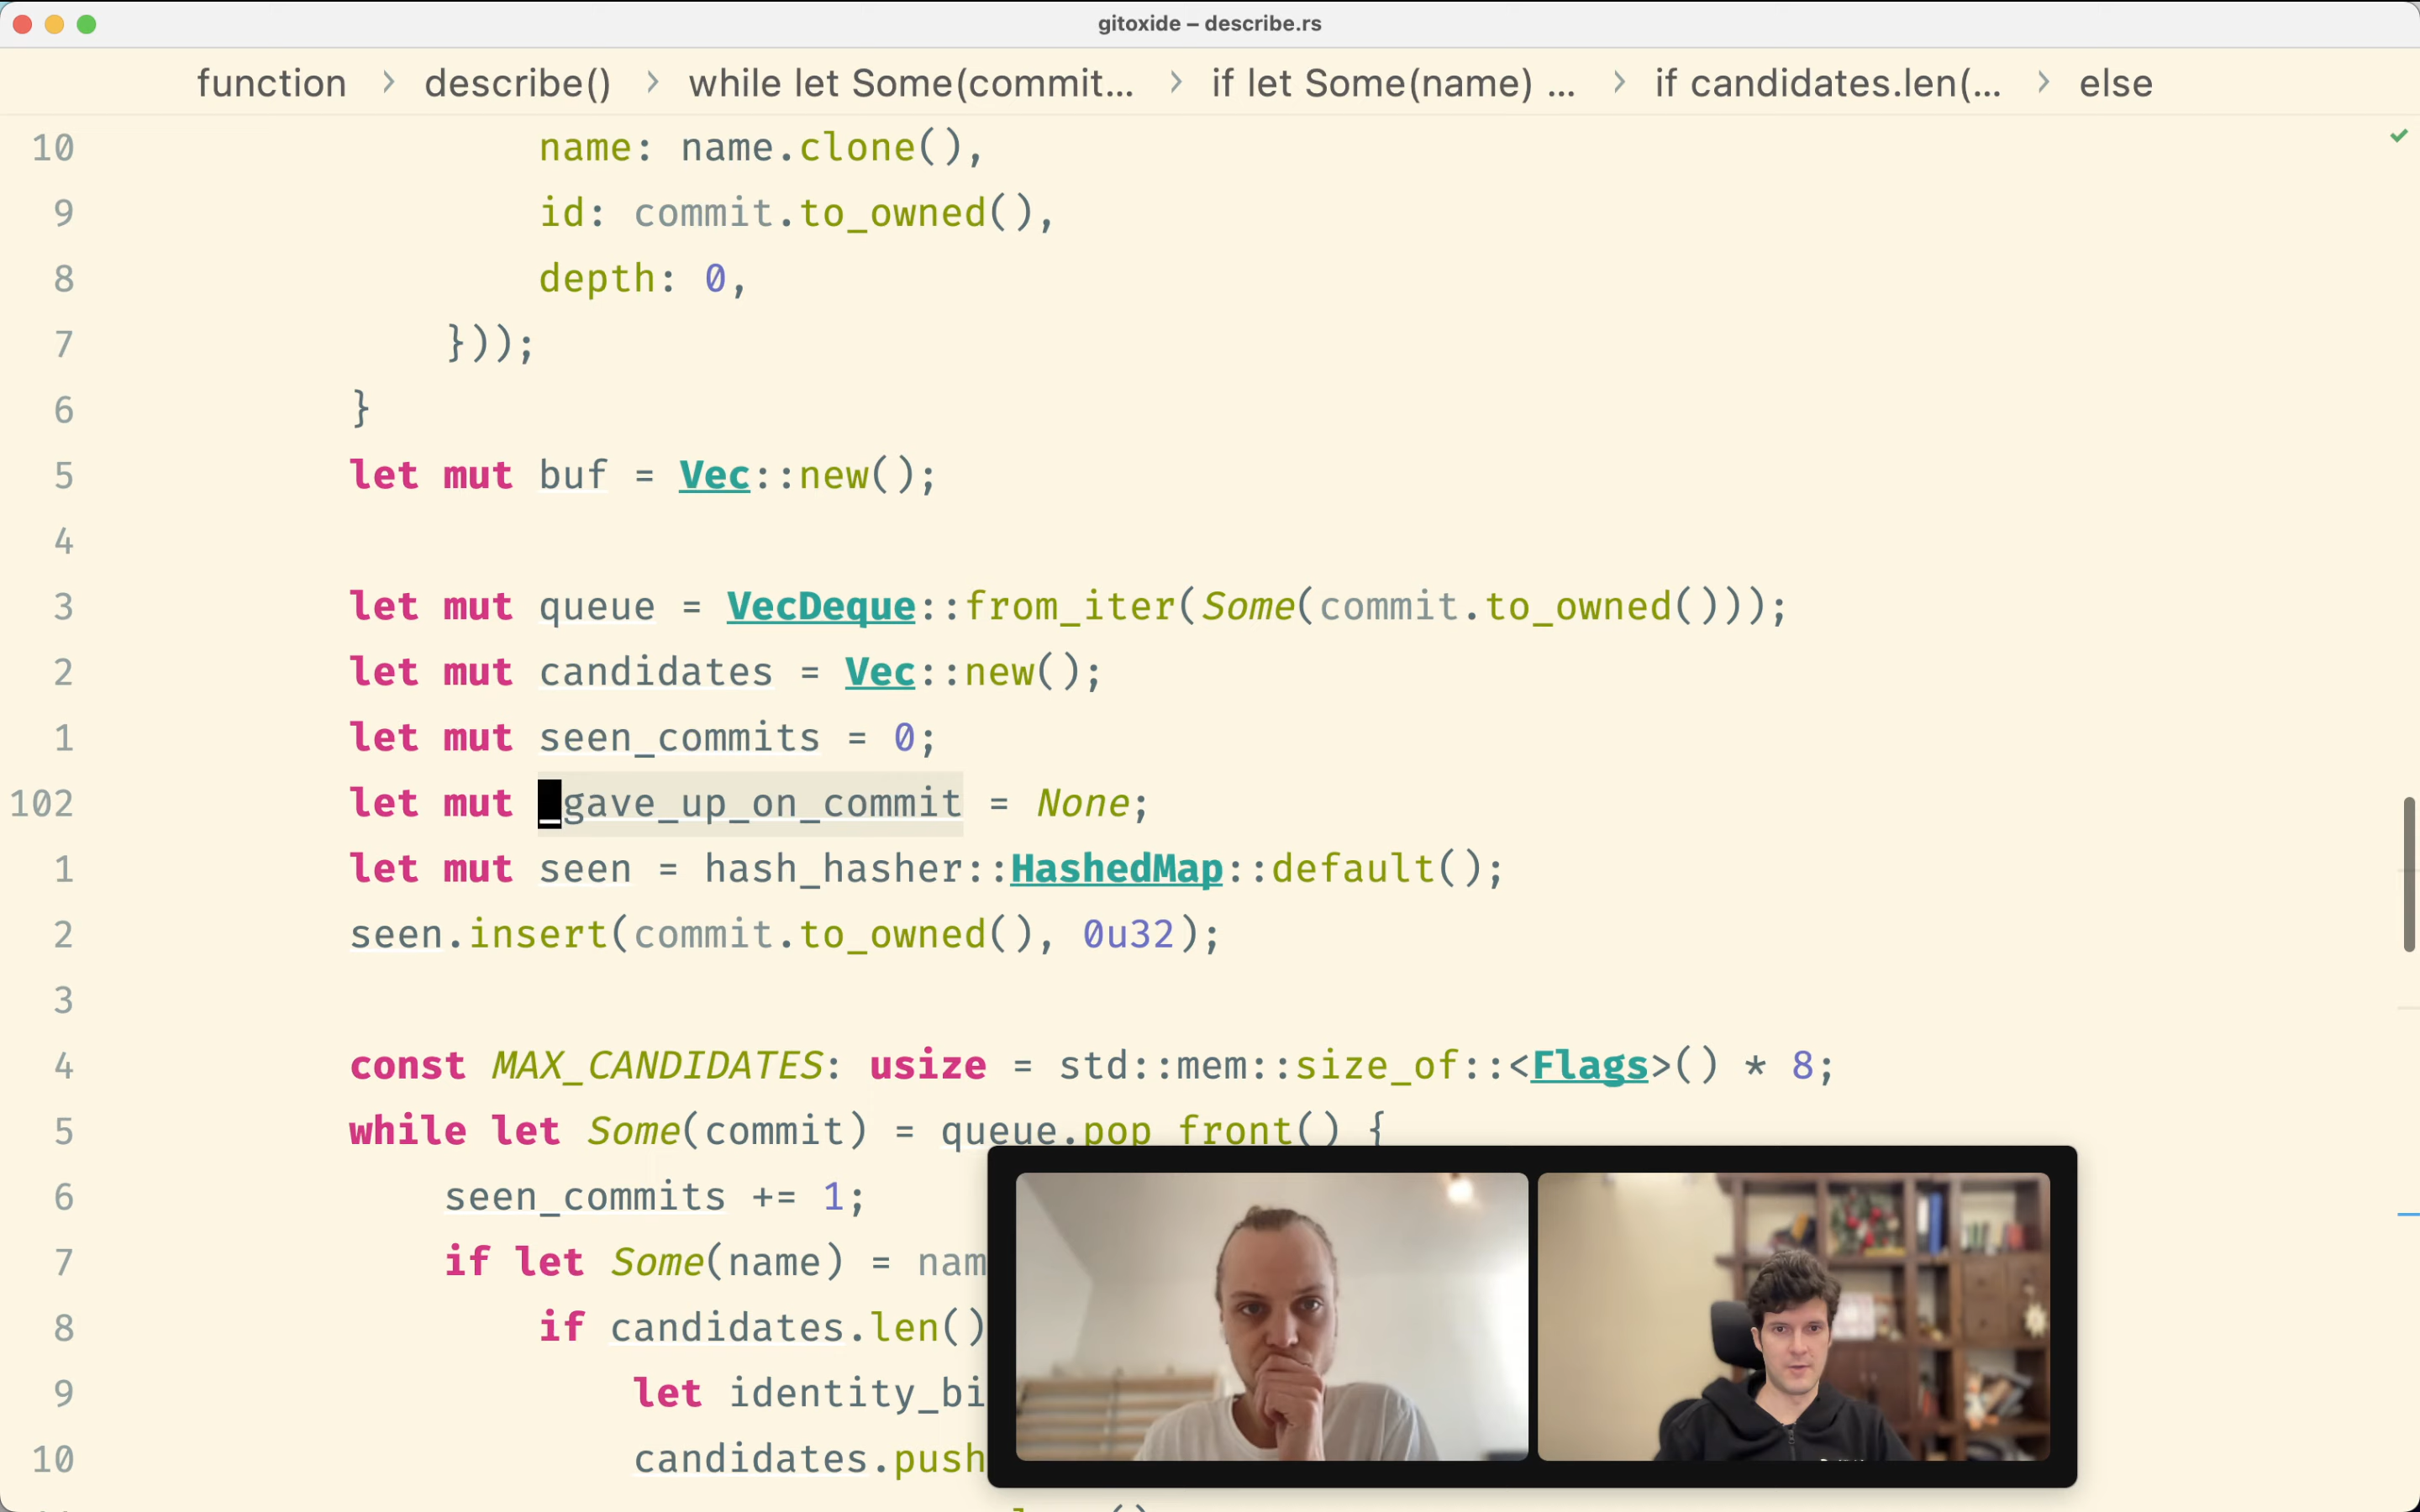 gitoxide – describe.rs
function > describe() > while let Some(commit... > if let Some(name) ... > if candidates.len(... > else
10 name: name.clone(),
9 id: commit.to_owned(),
8 depth: 0,
7 }));
6 }
5 let mut buf = Vec::new();
4
3 let mut queue = VecDeque::from_iter(Some(commit.to_owned()));
2 let mut candidates = Vec::new();
1 let mut seen_commits = 0;
102 let mut _gave_up_on_commit = None;
1 let mut seen = hash_hasher::HashedMap::default();
2 seen.insert(commit.to_owned(), 0u32);
3
4 const MAX_CANDIDATES: usize = std::mem::size_of::<Flags>() * 8;
5 while let Some(commit) = queue.pop_front() {
6 seen_commits += 1;
7 if let Some(name) = nam
8 if candidates.len()
9 let identity_bi
10 candidates.push